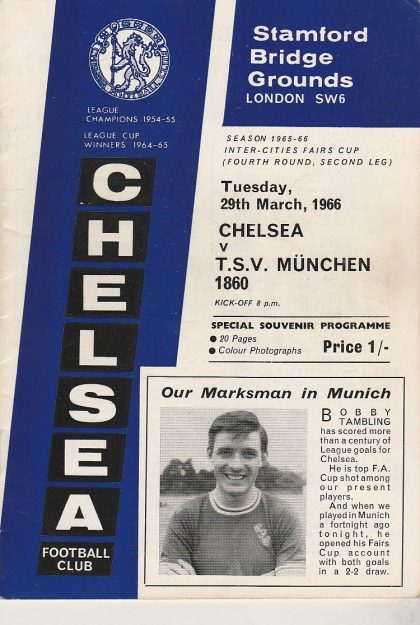 Stamford
Bridge
Grounds
LONDON SW6
LEAGUE
CHAMPIONS 1954-55
LEAGUE CUP
WINNERS 1964-65
SEASON 1965-66
INTER-CITIES FAIRS CUP
(FOURTH ROUND, SECOND LEG)
Tuesday,
29th March, 1966
CHELSEA
v
T.S.V. MÜNCHEN
1860
KICK-OFF 8 p.m.
SPECIAL SOUVENIR PROGRAMME
● 20 Pages
● Colour Photographs
Price 1/-
CHELSEA
FOOTBALL
CLUB
Our Marksman in Munich
BOBBY
TAMBLING
has scored more
than a century of
League goals for
Chelsea.
He is top F.A.
Cup shot among
our present
players.
And when we
played in Munich
a fortnight ago
tonight, he
opened his Fairs
Cup account
with both goals
in a 2-2 draw.